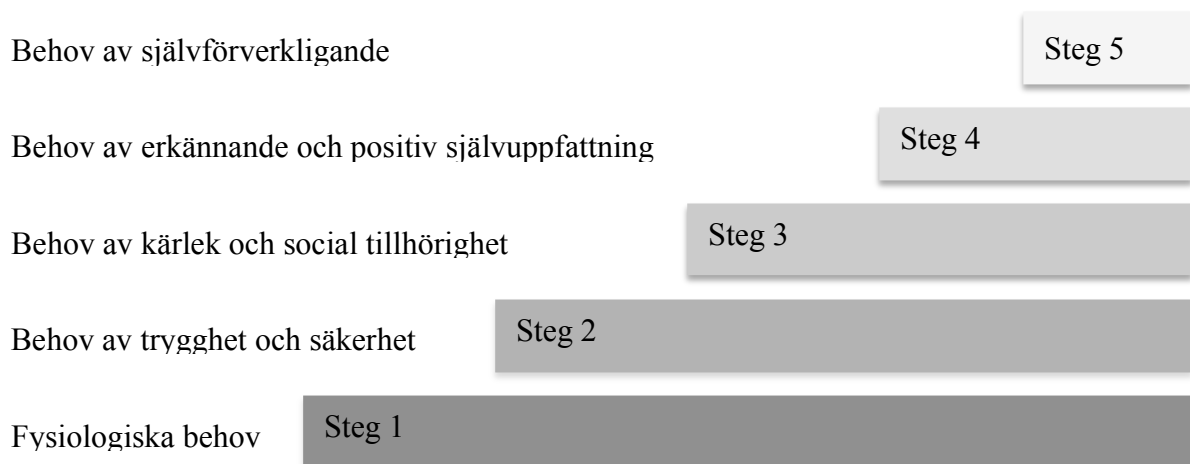 Behov av självförverkligande
Steg 5
Behov av erkännande och positiv självuppfattning
Steg 4
Behov av kärlek och social tillhörighet
Steg 3
Behov av trygghet och säkerhet
Steg 2
Fysiologiska behov
Steg 1